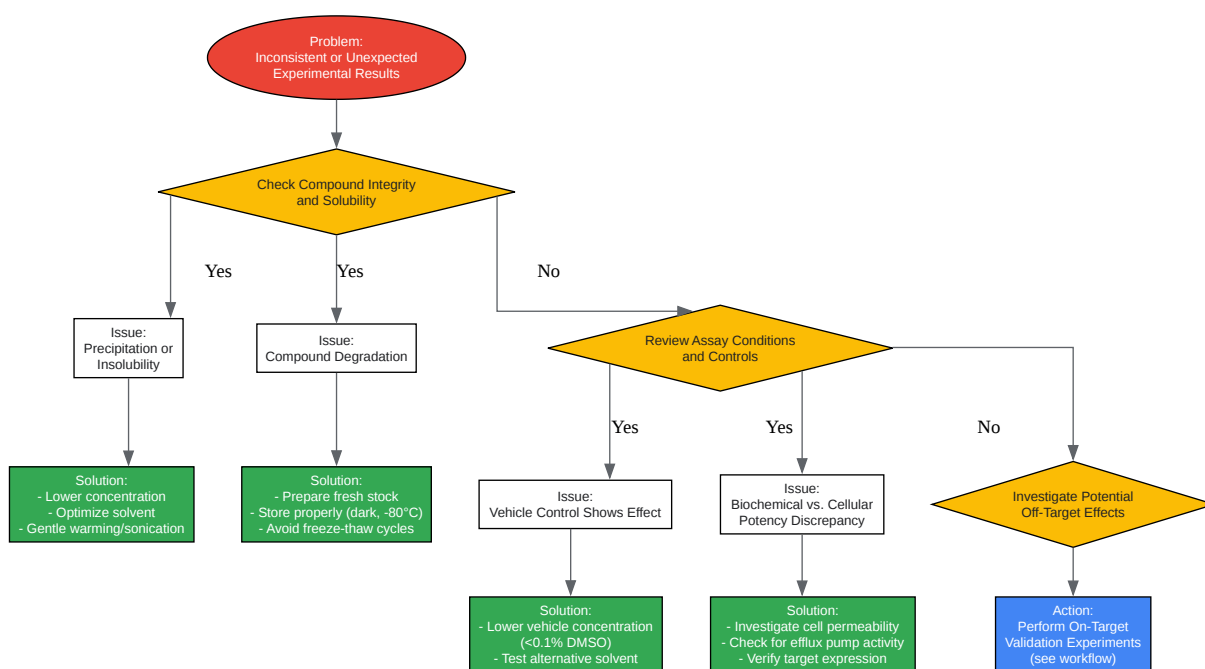 Problem:
Inconsistent or Unexpected
Experimental Results
Check Compound Integrity
and Solubility
Yes
Yes
No
Issue:
Precipitation or
Insolubility
Issue:
Compound Degradation
Review Assay Conditions
and Controls
Yes
Yes
No
Solution:
- Lower concentration
- Optimize solvent
- Gentle warming/sonication
Solution:
- Prepare fresh stock
- Store properly (dark, -80°C)
- Avoid freeze-thaw cycles
Issue:
Vehicle Control Shows Effect
Issue:
Biochemical vs. Cellular
Potency Discrepancy
Investigate Potential
Off-Target Effects
Solution:
- Lower vehicle concentration
(<0.1% DMSO)
- Test alternative solvent
Solution:
- Investigate cell permeability
- Check for efflux pump activity
- Verify target expression
Action:
Perform On-Target
Validation Experiments
(see workflow)